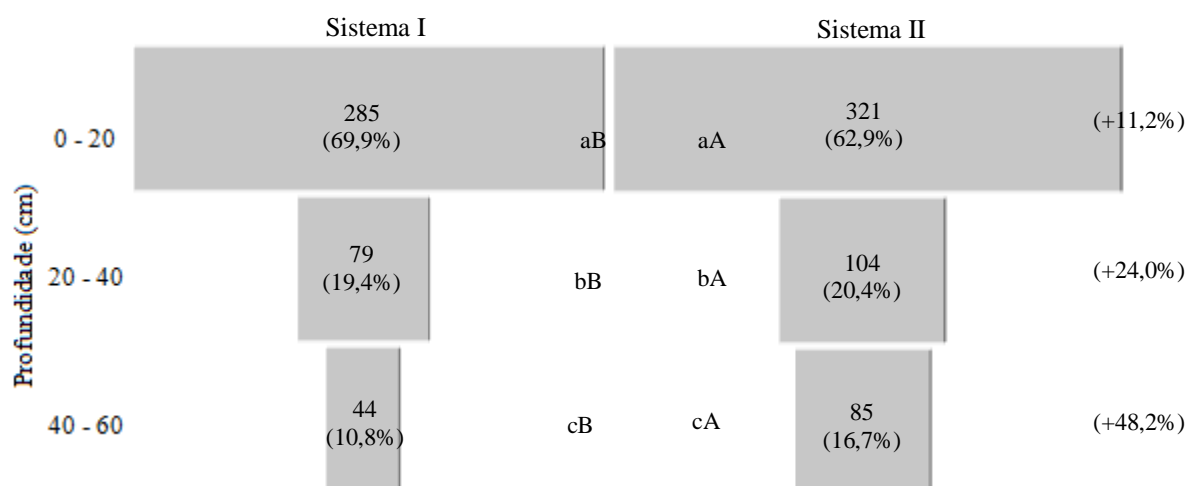 Sistema I
Sistema II
Profundidade (cm)
0 - 20
285
(69,9%)
aB
aA
321
(62,9%)
(+11,2%)
20 - 40
79
(19,4%)
bB
bA
104
(20,4%)
(+24,0%)
40 - 60
44
(10,8%)
cB
cA
85
(16,7%)
(+48,2%)